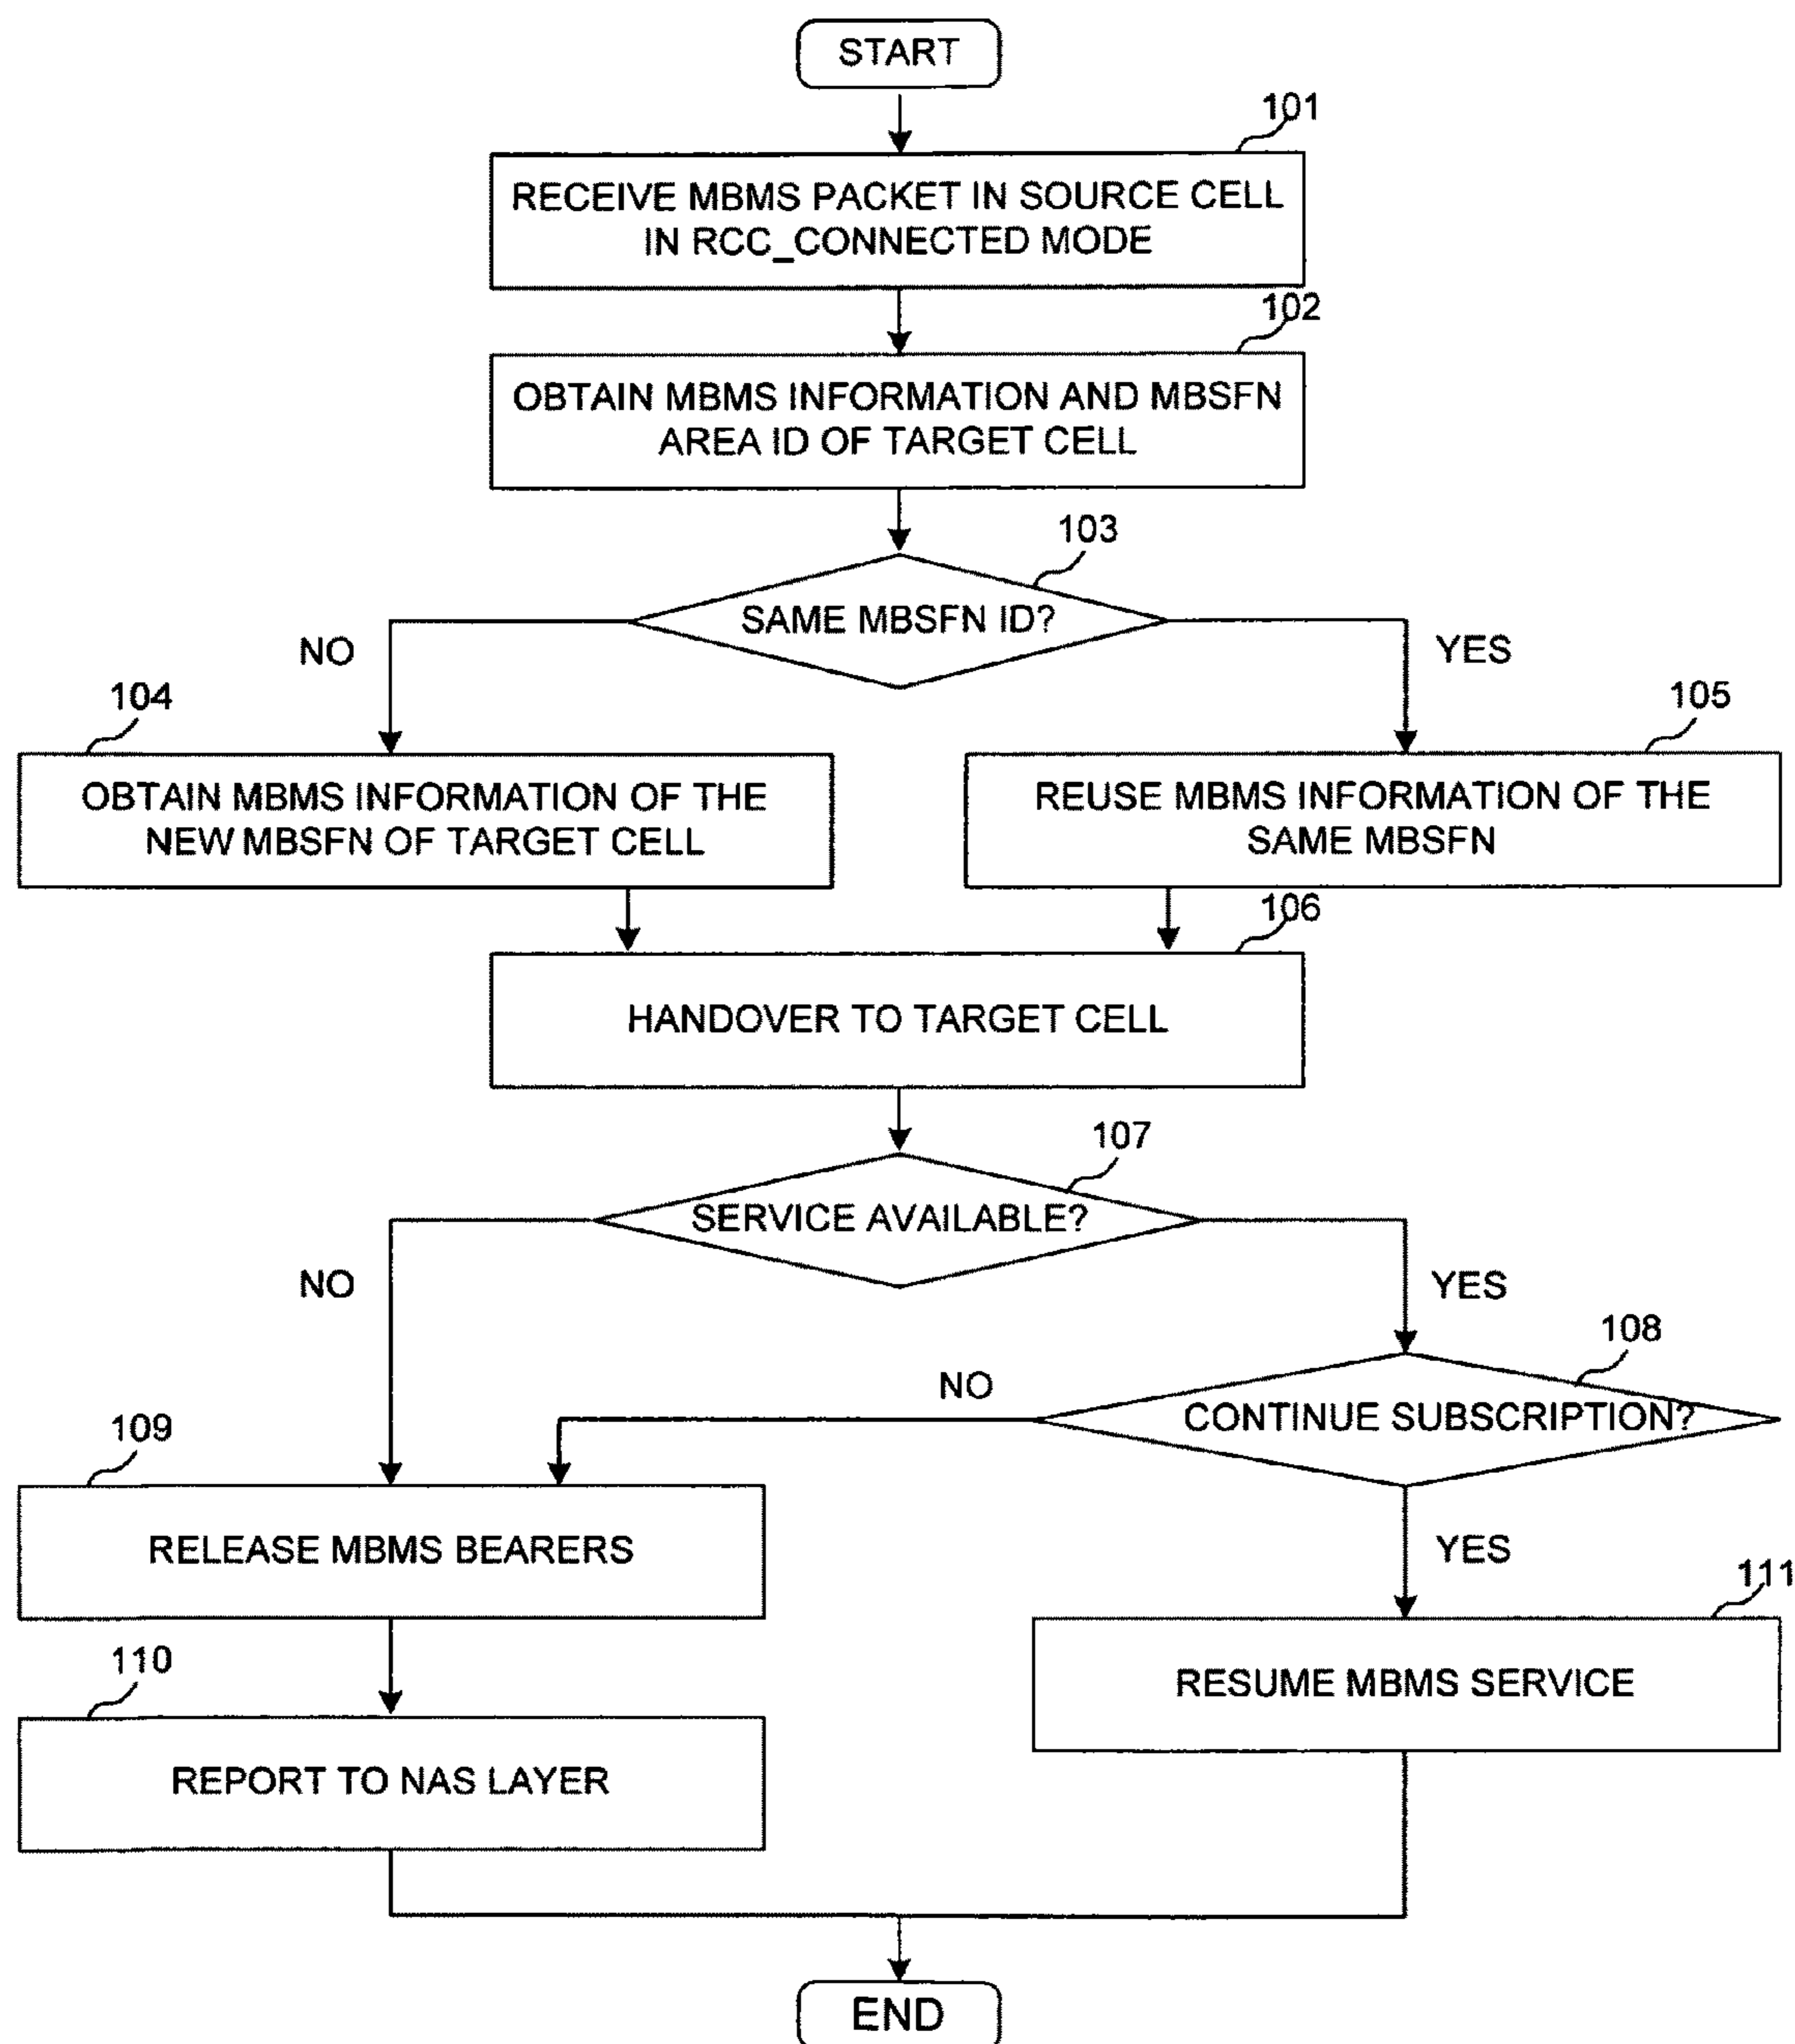 START
101
RECEIVE MBMS PACKET IN SOURCE CELL
IN RCC_CONNECTED MODE
102
OBTAIN MBMS INFORMATION AND MBSFN
AREA ID OF TARGET CELL
103
SAME MBSFN ID?
NO
YES
104
105
OBTAIN MBMS INFORMATION OF THE
NEW MBSFN OF TARGET CELL
REUSE MBMS INFORMATION OF THE
SAME MBSFN
106
HANDOVER TO TARGET CELL
107
SERVICE AVAILABLE?
NO
YES
108
NO
CONTINUE SUBSCRIPTION?
109
RELEASE MBMS BEARERS
YES
111
110
RESUME MBMS SERVICE
REPORT TO NAS LAYER
END